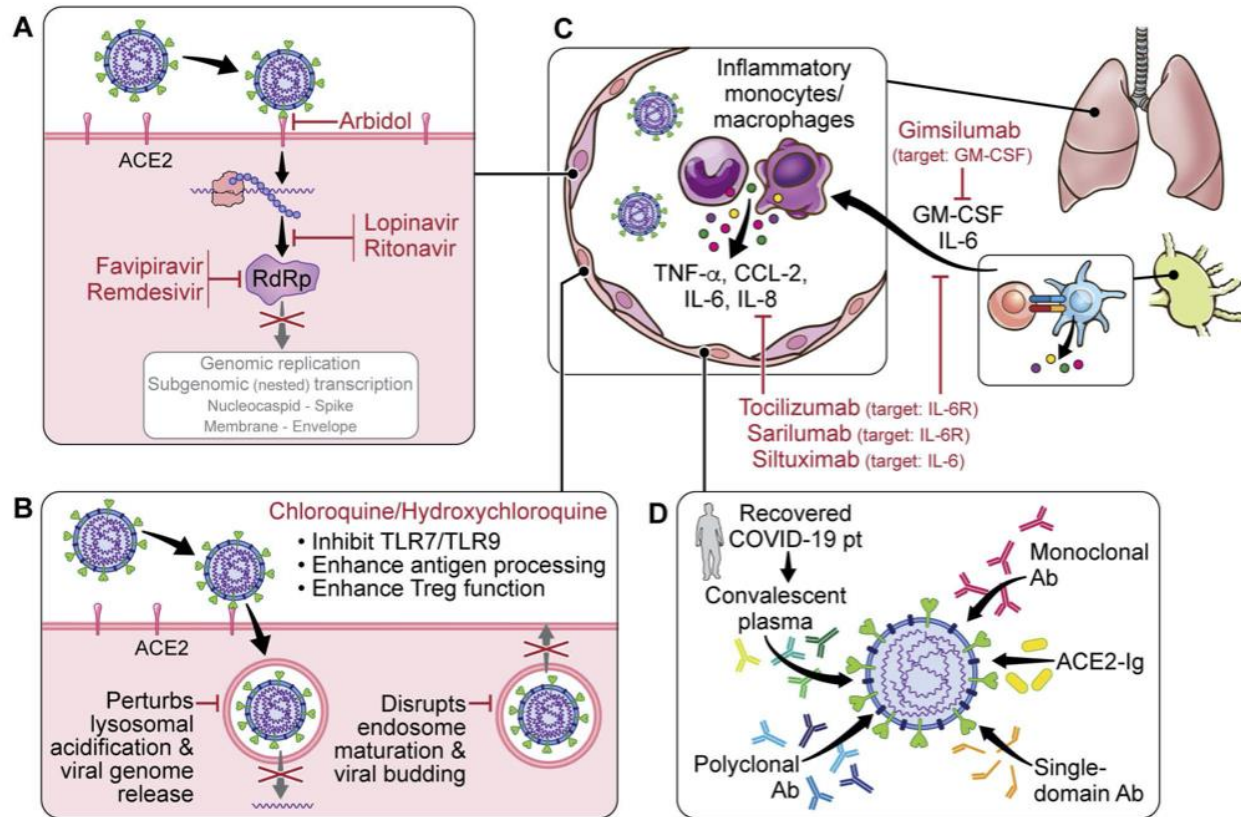 A
Arbidol
ACE2
Lopinavir
Ritonavir
Favipiravir
Remdesivir
RdRp
Genomic replication
Subgenomic (nested) transcription
Nucleocaspid - Spike
Membrane - Envelope
B
Chloroquine/Hydroxychloroquine
• Inhibit TLR7/TLR9
• Enhance antigen processing
• Enhance Treg function
ACE2
Perturbs
lysosomal
acidification &
viral genome
release
Disrupts
endosome
maturation &
viral budding
C
Inflammatory
monocytes/
macrophages
TNF-α, CCL-2,
IL-6, IL-8
Gimsilumab
(target: GM-CSF)
GM-CSF
IL-6
Tocilizumab (target: IL-6R)
Sarilumab (target: IL-6R)
Siltuximab (target: IL-6)
D
Recovered
COVID-19 pt
Convalescent
plasma
Monoclonal
Ab
ACE2-Ig
Polyclonal
Ab
Single-
domain Ab